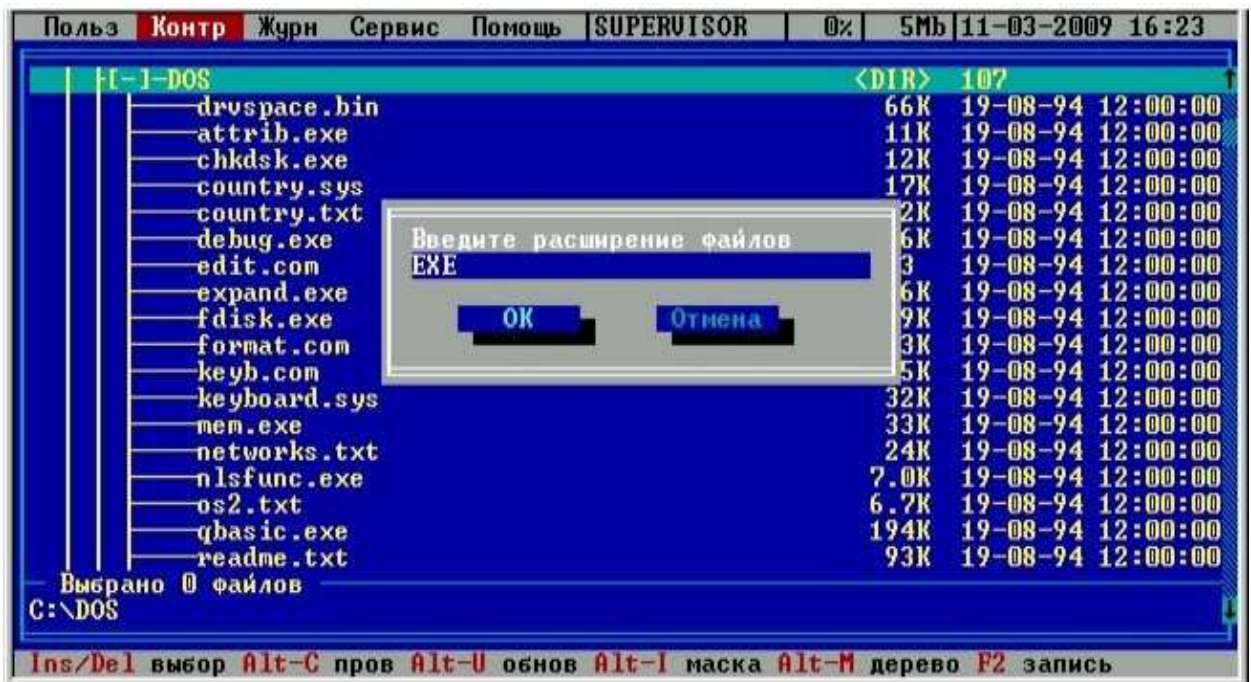 Польз Контр Журн Сервис Помощь |SUPERVISOR | 0%| 5Mb|11-03-2009 16:23
[-]-DOS <DIR> 107
drvspace.bin 66K 19-08-94 12:00:00
attrib.exe 11K 19-08-94 12:00:00
chkdsk.exe 12K 19-08-94 12:00:00
country.sys 17K 19-08-94 12:00:00
country.txt 2K 19-08-94 12:00:00
debug.exe Введите расширение файлов 6K 19-08-94 12:00:00
edit.com EXE 3 19-08-94 12:00:00
expand.exe 6K 19-08-94 12:00:00
fdisk.exe OK Отмена 9K 19-08-94 12:00:00
format.com 3K 19-08-94 12:00:00
keyb.com 5K 19-08-94 12:00:00
keyboard.sys 32K 19-08-94 12:00:00
mem.exe 33K 19-08-94 12:00:00
networks.txt 24K 19-08-94 12:00:00
nlsfunc.exe 7.0K 19-08-94 12:00:00
os2.txt 6.7K 19-08-94 12:00:00
qbasic.exe 194K 19-08-94 12:00:00
readme.txt 93K 19-08-94 12:00:00
Выбрано 0 файлов
C:\DOS
Ins/Del выбор Alt-C пров Alt-U обнов Alt-I маска Alt-M дерево F2 запись